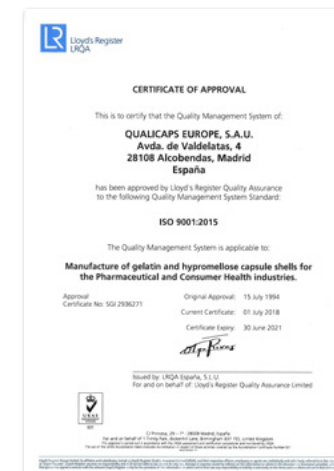 LR
Lloyd's Register
LRQA
CERTIFICATE OF APPROVAL
This is to certify that the Quality Management System of:
QUALICAPS EUROPE, S.A.U.
Avda. de Valdelatas, 4
28108 Alcobendas, Madrid
España
has been approved by Lloyd's Register Quality Assurance
to the following Quality Management System Standard:
ISO 9001:2015
The Quality Management System is applicable to:
Manufacture of gelatin and hypromellose capsule shells for
the Pharmaceutical and Consumer Health industries.
Approval
Certificate No: SGI 2936271
Original Approval: 15 July 1994
Current Certificate: 01 July 2018
Certificate Expiry: 30 June 2021
Issued by: LRQA España, S.L.U.
For and on behalf of: Lloyd's Register Quality Assurance Limited
UKAS
001